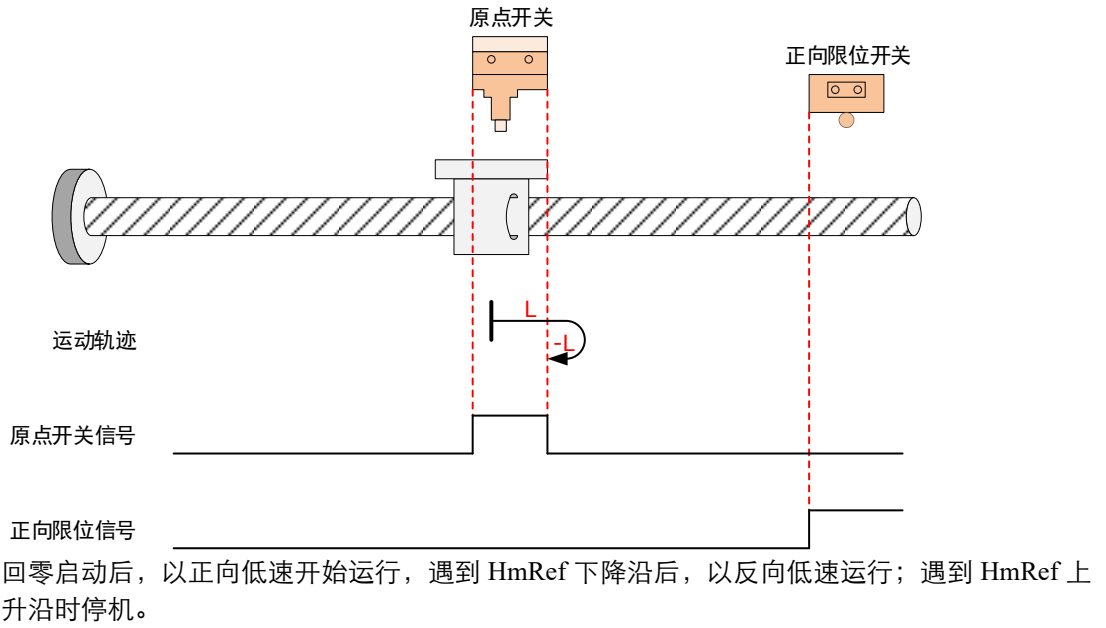 原点开关
正向限位开关
L
运动轨迹
-L
原点开关信号
正向限位信号
回零启动后，以正向低速开始运行，遇到 HmRef 下降沿后，以反向低速运行；遇到 HmRef 上
升沿时停机。